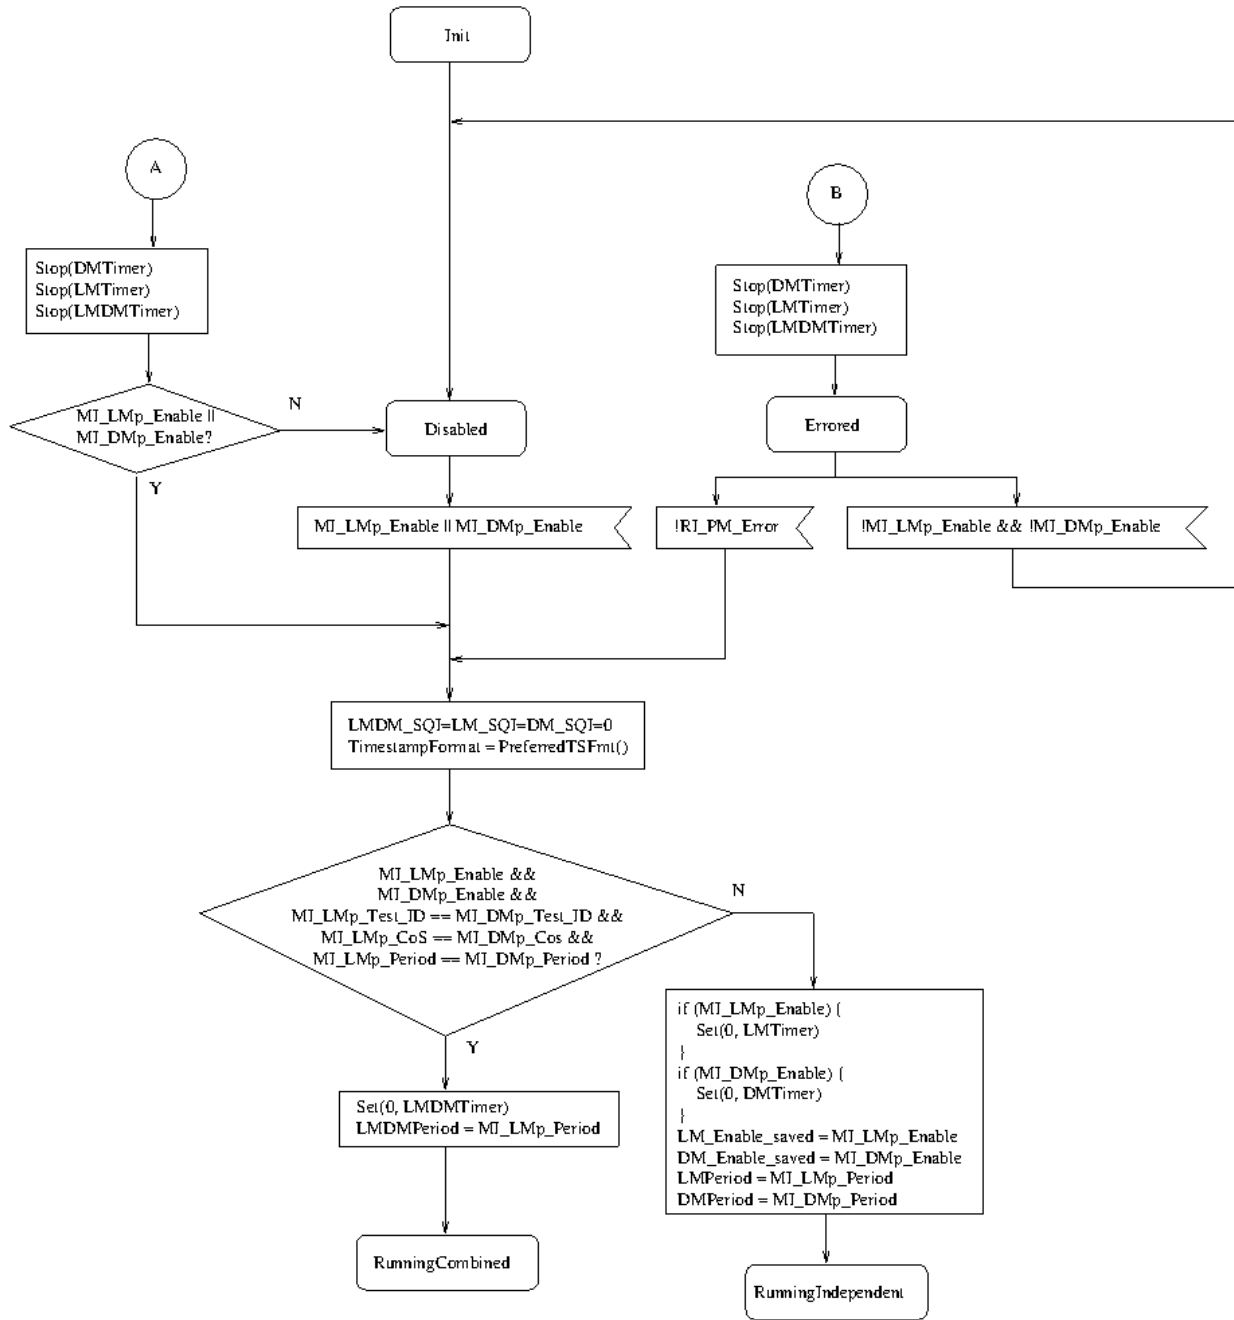 Init
A
B
Stop(DMTimer)
Stop(LMTimer)
Stop(LMDMTimer)
Stop(DMTimer)
Stop(LMTimer)
Stop(LMDMTimer)
MI_LMp_Enable ||
MI_DMp_Enable?
N
Y
Disabled
Errored
MI_LMp_Enable || MI_DMp_Enable
!RI_PM_Error
!MI_LMp_Enable && !MI_DMp_Enable
LMDM_SQI=LM_SQI=DM_SQI=0
TimestampFormat = PreferredTSFmt()
MI_LMp_Enable &&
MI_DMp_Enable &&
MI_LMp_Test_ID == MI_DMp_Test_ID &&
MI_LMp_CoS == MI_DMp_Cos &&
MI_LMp_Period == MI_DMp_Period ?
N
Y
Set(0, LMDMTimer)
LMDMPeriod = MI_LMp_Period
if (MI_LMp_Enable) {
Set(0, LMTimer)
}
if (MI_DMp_Enable) {
Set(0, DMTimer)
}
LM_Enable_saved = MI_LMp_Enable
DM_Enable_saved = MI_DMp_Enable
LMPeriod = MI_LMp_Period
DMPeriod = MI_DMp_Period
RunningCombined
RunningIndependent